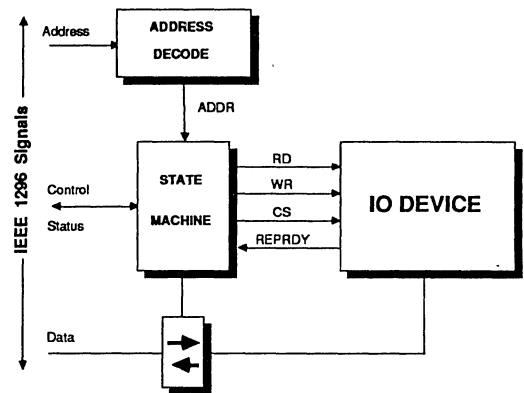 Address
ADDRESS
DECODE
ADDR
IEEE 1296 Signals
Control
Status
STATE
MACHINE
RD
WR
CS
REPRDY
IO DEVICE
Data